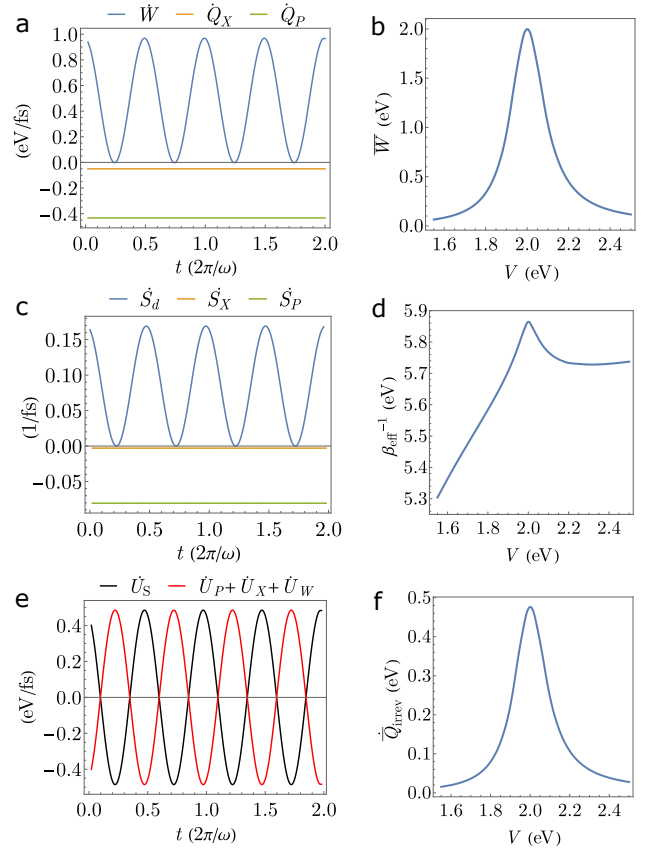 a
Ẇ Q̇_X Q̇_P
(eV/fs)
1.0
0.8
0.6
0.4
0.2
0.0
−0.2
−0.4
0.0 0.5 1.0 1.5 2.0
t (2π/ω)
b
W̅ (eV)
2.0
1.5
1.0
0.5
0.0
1.6 1.8 2.0 2.2 2.4
V (eV)
c
Ṡ_d Ṡ_X Ṡ_P
(1/fs)
0.15
0.10
0.05
0.00
−0.05
0.0 0.5 1.0 1.5 2.0
t (2π/ω)
d
β_eff⁻¹ (eV)
5.9
5.8
5.7
5.6
5.5
5.4
5.3
1.6 1.8 2.0 2.2 2.4
V (eV)
e
U̇_S U̇_P + U̇_X + U̇_W
(eV/fs)
0.4
0.2
0.0
−0.2
−0.4
0.0 0.5 1.0 1.5 2.0
t (2π/ω)
f
Q̇̅_irrev (eV)
0.5
0.4
0.3
0.2
0.1
0.0
1.6 1.8 2.0 2.2 2.4
V (eV)